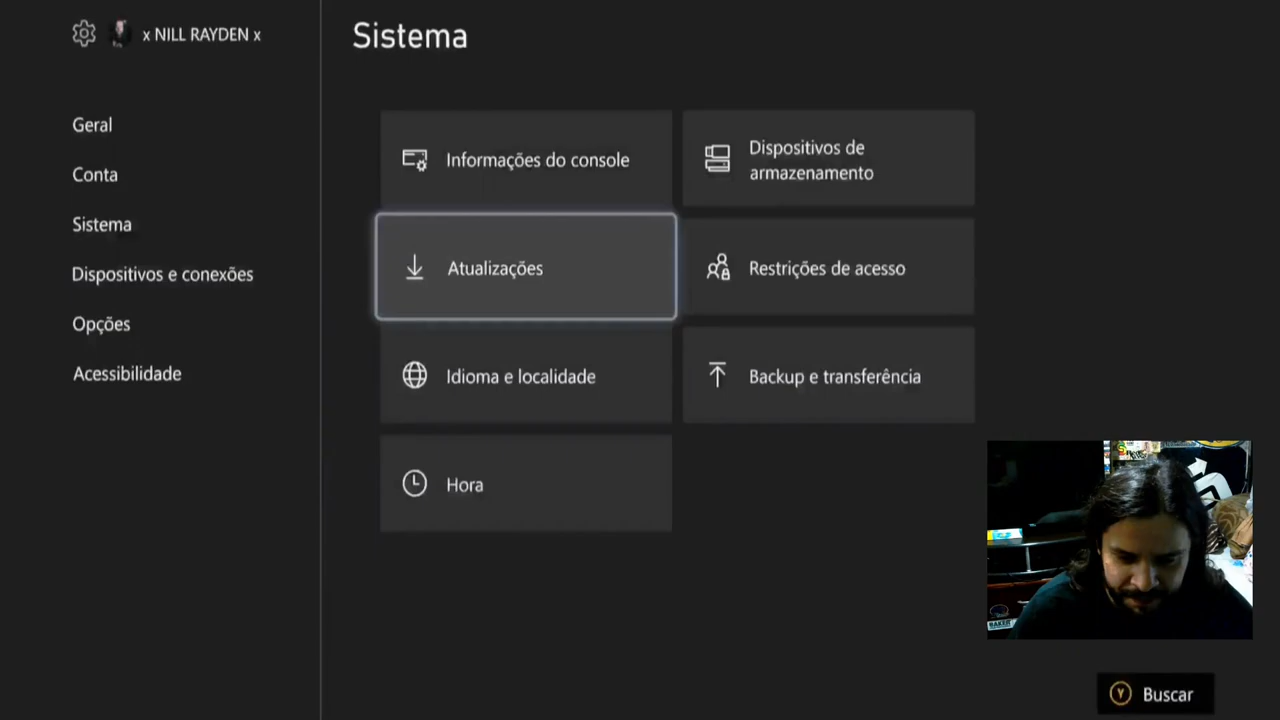 x NILL RAYDEN x
Sistema
Geral
Conta
Sistema
Dispositivos e conexões
Opções
Acessibilidade
Informações do console
Dispositivos de
armazenamento
Atualizações
Restrições de acesso
Idioma e localidade
Backup e transferência
Hora
Y Buscar